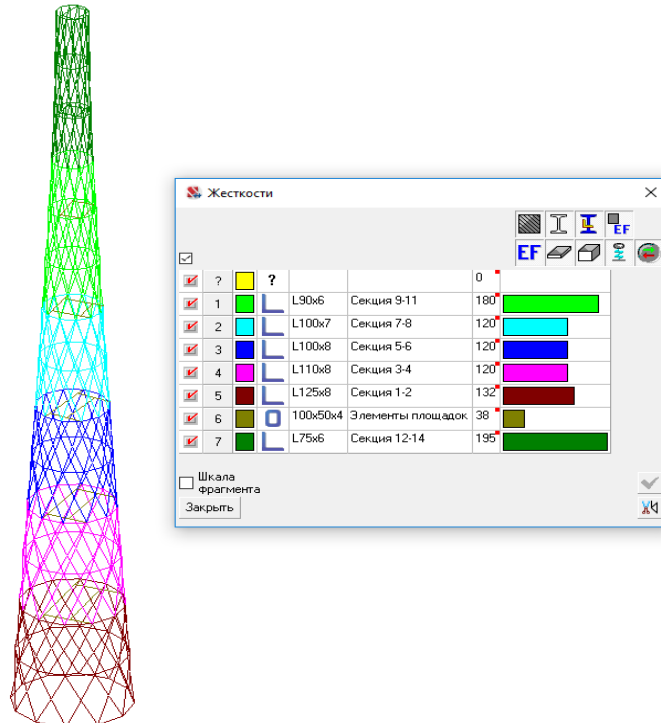 Жесткости
EF
EF
? ? 0
1 L90x6 Секция 9-11 180
2 L100x7 Секция 7-8 120
3 L100x8 Секция 5-6 120
4 L110x8 Секция 3-4 120
5 L125x8 Секция 1-2 132
6 100x50x4 Элементы площадок 38
7 L75x6 Секция 12-14 195
Шкала
фрагмента
Закрыть